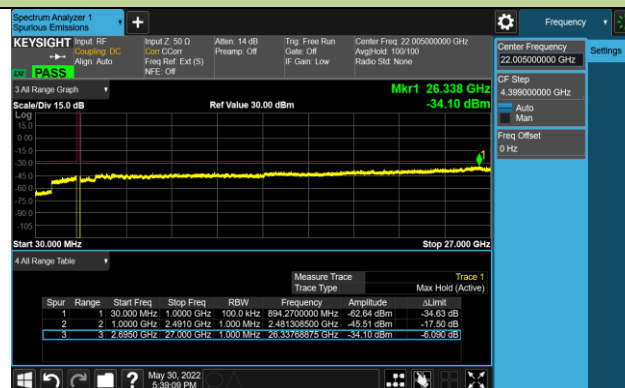 Spectrum Analyzer 1
Spurious Emissions
Frequency
KEYSIGHT
Input: RF
Coupling: DC
Align: Auto
Input Z: 50 Ω
Corr CCorr
Freq Ref: Ext (S)
NFE: Off
Atten: 14 dB
Preamp: Off
Trig: Free Run
Gate: Off
IF Gain: Low
Center Freq: 22.005000000 GHz
Avg|Hold: 100/100
Radio Std: None
PASS
Center Frequency
22.005000000 GHz
Settings
CF Step
4.399000000 GHz
Auto
Man
Freq Offset
0 Hz
3 All Range Graph
Mkr1 26.338 GHz
Scale/Div 15.0 dB
Ref Value 30.00 dBm
-34.10 dBm
Log
15.0
0.00
-15.0
-30.0
-45.0
-60.0
-75.0
-90.0
-105
1
Start 30.000 MHz
Stop 27.000 GHz
4 All Range Table
Measure Trace
Trace 1
Trace Type
Max Hold (Active)
Spur Range Start Freq Stop Freq RBW Frequency Amplitude ΔLimit
1 1 30.000 MHz 1.0000 GHz 100.0 kHz 894.2700000 MHz -62.64 dBm -34.63 dB
2 2 1.0000 GHz 2.4910 GHz 1.000 MHz 2.481308500 GHz -45.51 dBm -17.50 dB
3 3 2.6950 GHz 27.000 GHz 1.000 MHz 26.33768875 GHz -34.10 dBm -6.090 dB
?
May 30, 2022
5:39:09 PM